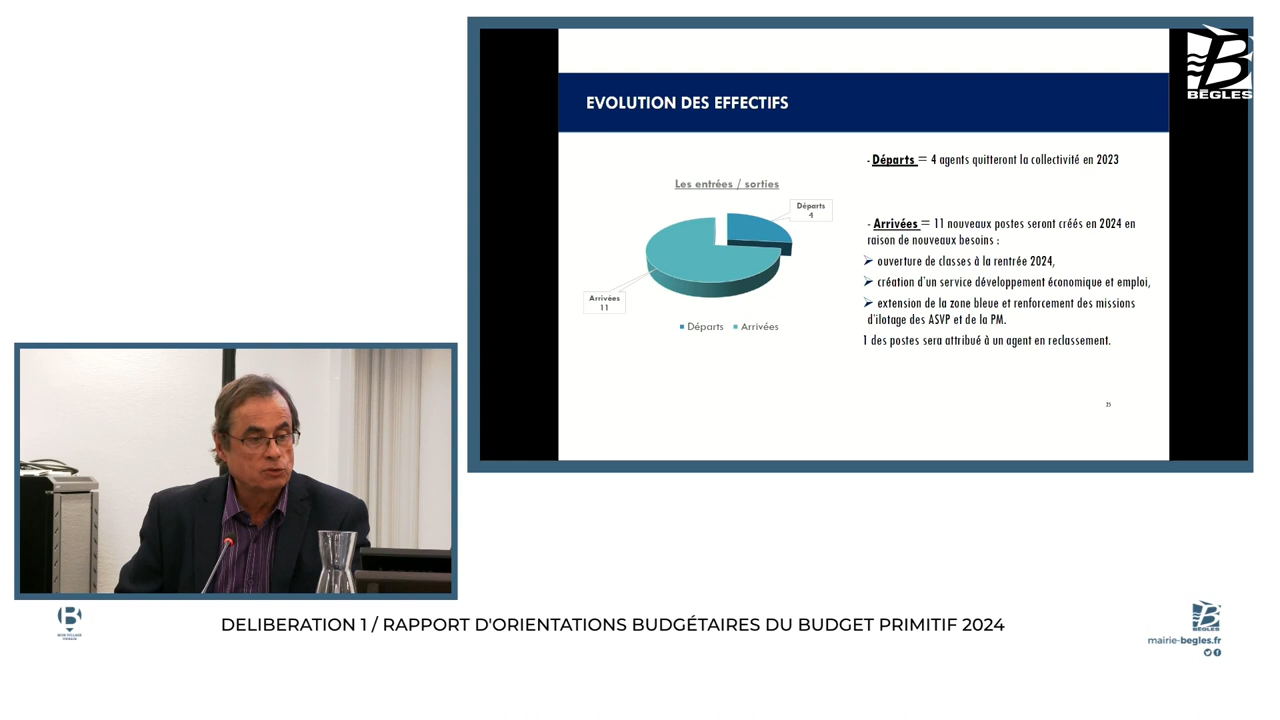 BEGLES
EVOLUTION DES EFFECTIFS
Les entrées / sorties
Départs
4
Arrivées
11
Départs Arrivées
- Départs = 4 agents quitteront la collectivité en 2023
- Arrivées = 11 nouveaux postes seront créés en 2024 en
raison de nouveaux besoins :
ouverture de classes à la rentrée 2024,
création d'un service développement économique et emploi,
extension de la zone bleue et renforcement des missions
d'ilotage des ASVP et de la PM.
1 des postes sera attribué à un agent en reclassement.
DELIBERATION 1 / RAPPORT D'ORIENTATIONS BUDGÉTAIRES DU BUDGET PRIMITIF 2024
BEGLES
mairie-begles.fr